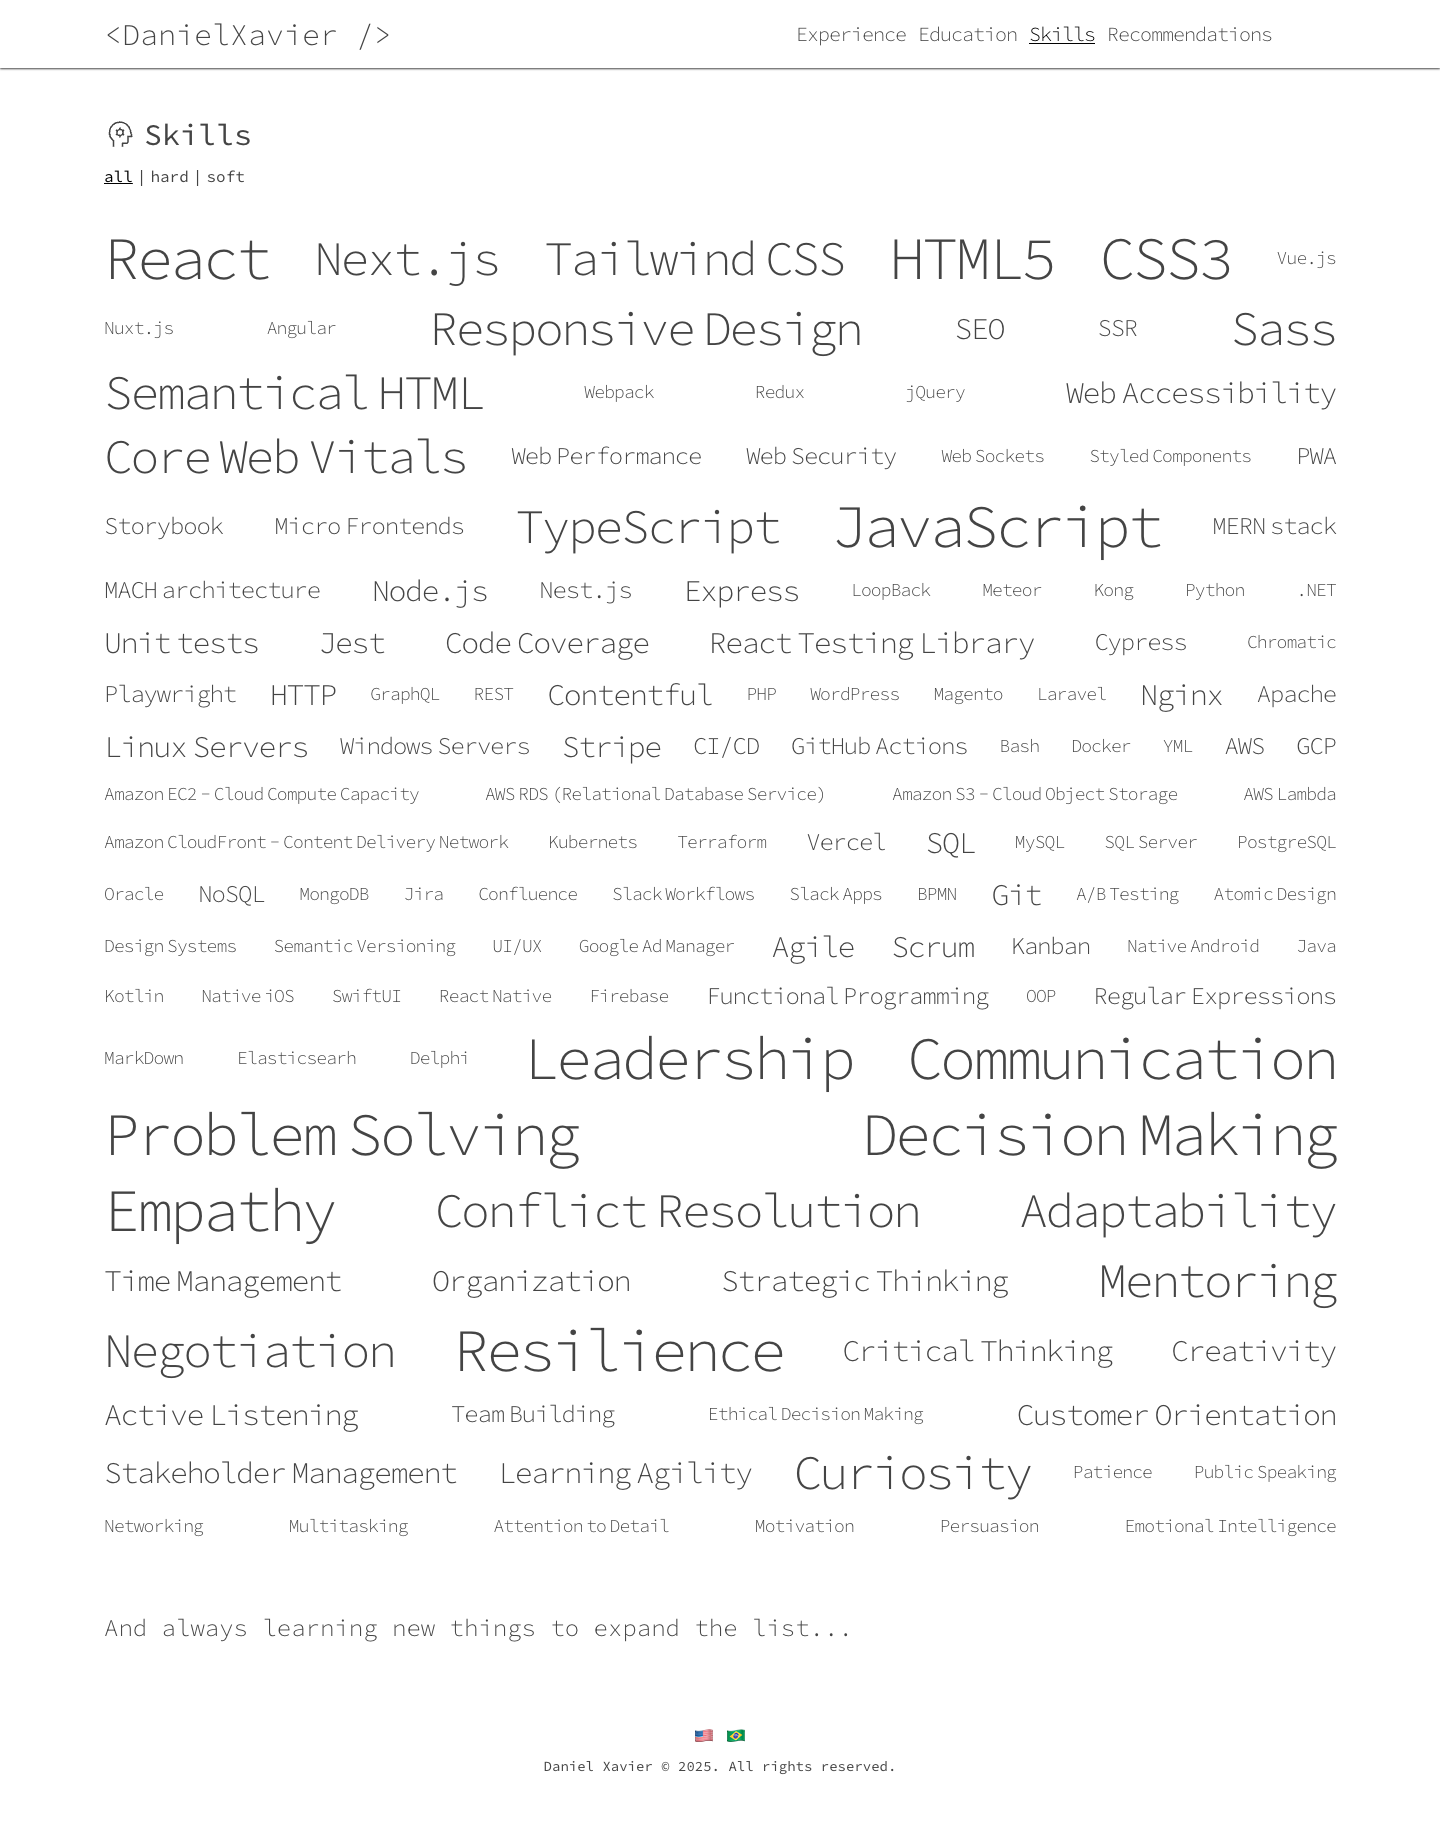 <DanielXavier />
Experience Education Skills Recommendations
Skills
all | hard | soft
React Next.js Tailwind CSS HTML5 CSS3 Vue.js
Nuxt.js Angular Responsive Design SEO SSR Sass
Semantical HTML Webpack Redux jQuery Web Accessibility
Core Web Vitals Web Performance Web Security Web Sockets Styled Components PWA
Storybook Micro Frontends TypeScript JavaScript MERN stack
MACH architecture Node.js Nest.js Express LoopBack Meteor Kong Python .NET
Unit tests Jest Code Coverage React Testing Library Cypress Chromatic
Playwright HTTP GraphQL REST Contentful PHP WordPress Magento Laravel Nginx Apache
Linux Servers Windows Servers Stripe CI/CD GitHub Actions Bash Docker YML AWS GCP
Amazon EC2 - Cloud Compute Capacity AWS RDS (Relational Database Service) Amazon S3 - Cloud Object Storage AWS Lambda
Amazon CloudFront - Content Delivery Network Kubernets Terraform Vercel SQL MySQL SQL Server PostgreSQL
Oracle NoSQL MongoDB Jira Confluence Slack Workflows Slack Apps BPMN Git A/B Testing Atomic Design
Design Systems Semantic Versioning UI/UX Google Ad Manager Agile Scrum Kanban Native Android Java
Kotlin Native iOS SwiftUI React Native Firebase Functional Programming OOP Regular Expressions
MarkDown Elasticsearh Delphi Leadership Communication
Problem Solving Decision Making
Empathy Conflict Resolution Adaptability
Time Management Organization Strategic Thinking Mentoring
Negotiation Resilience Critical Thinking Creativity
Active Listening Team Building Ethical Decision Making Customer Orientation
Stakeholder Management Learning Agility Curiosity Patience Public Speaking
Networking Multitasking Attention to Detail Motivation Persuasion Emotional Intelligence
And always learning new things to expand the list...
Daniel Xavier © 2025. All rights reserved.